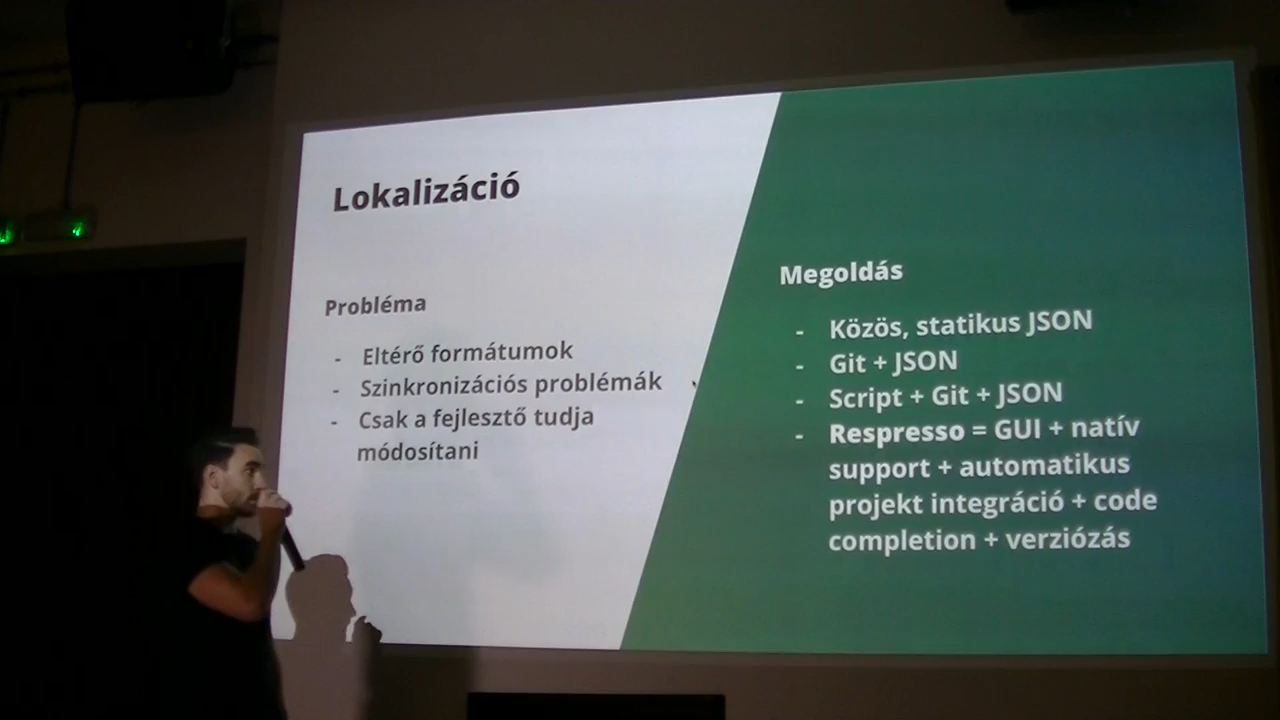 Lokalizáció
Probléma
- Eltérő formátumok
- Szinkronizációs problémák
- Csak a fejlesztő tudja
módosítani
Megoldás
- Közös, statikus JSON
- Git + JSON
- Script + Git + JSON
- Respresso = GUI + natív
support + automatikus
projekt integráció + code
completion + verziózás